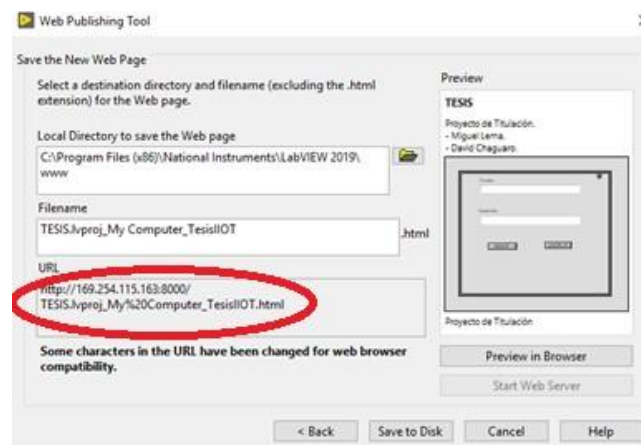 Web Publishing Tool
Save the New Web Page
Select a destination directory and filename (excluding the .html
extension) for the Web page.
Local Directory to save the Web page
C:\Program Files (x86)\National Instruments\LabVIEW 2019\
www
Filename
TESIS.lvproj_My Computer_TesisIIOT
.html
URL
http://169.254.115.163:8000/
TESIS.lvproj_My%20Computer_TesisIIOT.html
Some characters in the URL have been changed for web browser
compatibility.
Preview
TESIS
Proyecto de Titulación.
- Miguel Lema.
- David Chaguaro.
Proyecto de Titulación
Preview in Browser
Start Web Server
< Back
Save to Disk
Cancel
Help